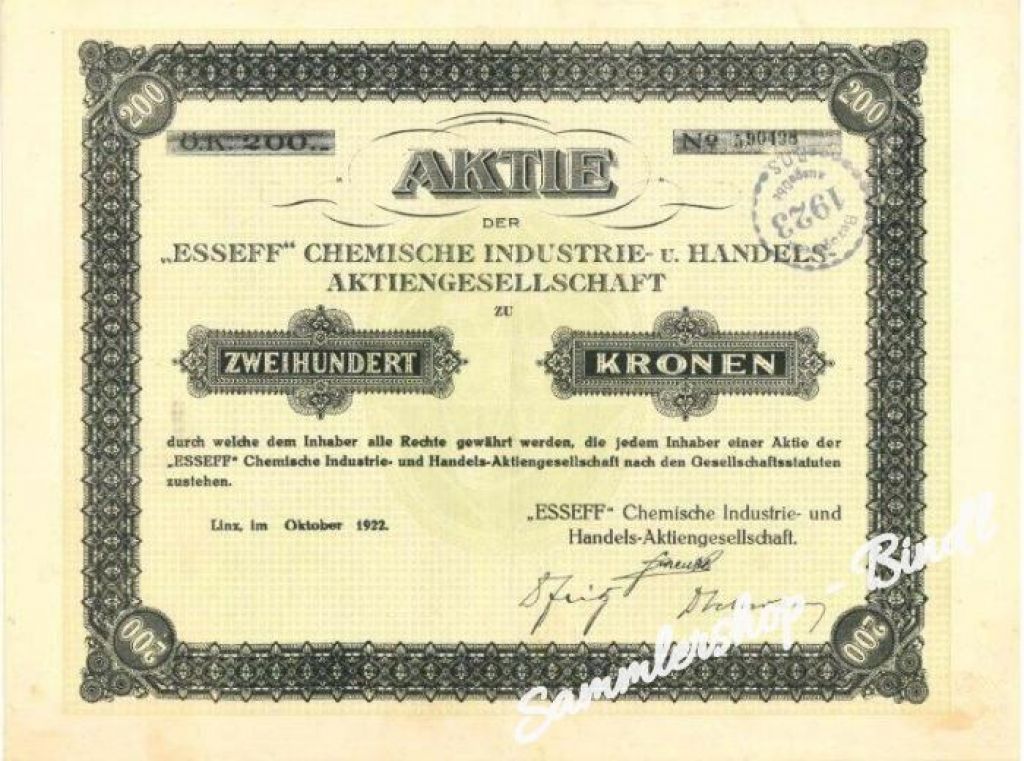 200
200
Ö.K. 200.—
No 590498
AKTIE
1923
DER
„ESSEFF“ CHEMISCHE INDUSTRIE- u. HANDELS-
AKTIENGESELLSCHAFT
ZU
ZWEIHUNDERT
KRONEN
durch welche dem Inhaber alle Rechte gewährt werden, die jedem Inhaber einer Aktie der
„ESSEFF“ Chemische Industrie- und Handels-Aktiengesellschaft nach den Gesellschaftsstatuten
zustehen.
Linz, im Oktober 1922.
„ESSEFF“ Chemische Industrie- und
Handels-Aktiengesellschaft.
200
200
Sammlershop - Bindl